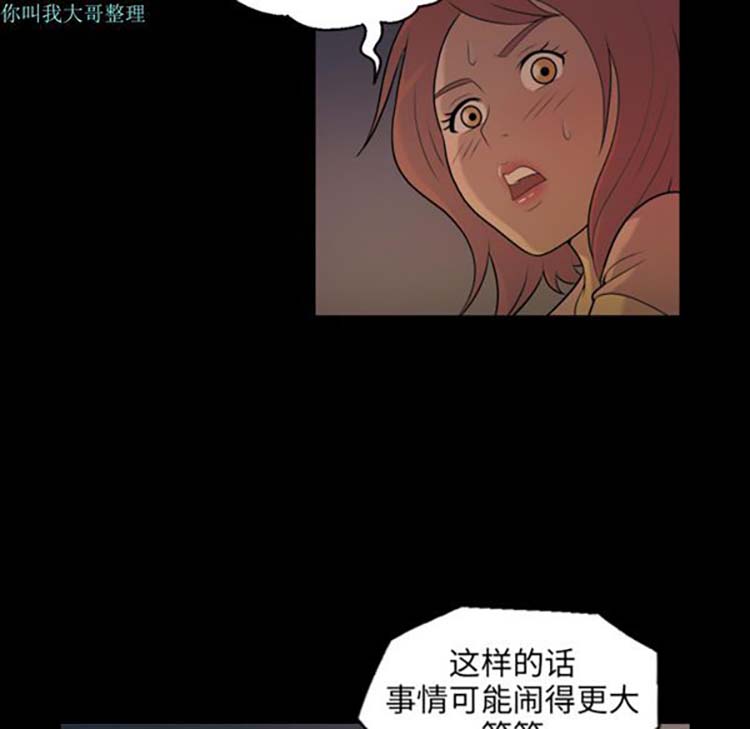 你叫我大哥整理
这样的话
事情可能闹得更大